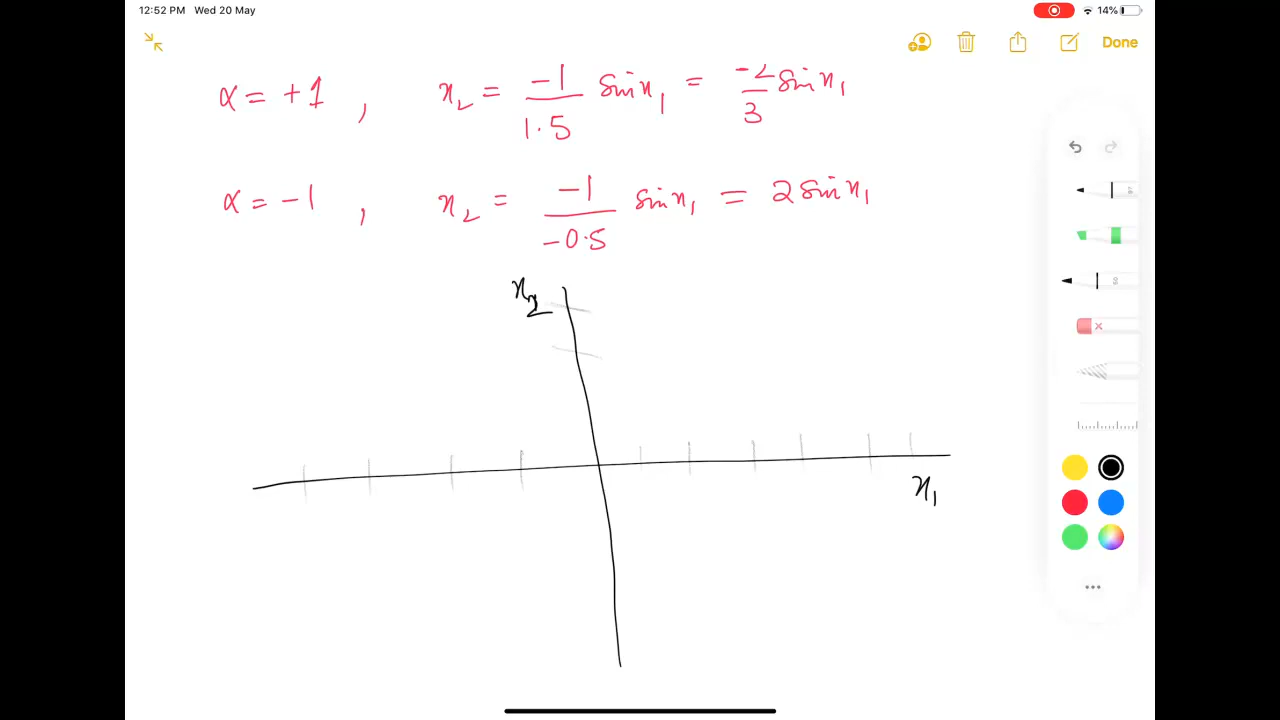 12:52 PM Wed 20 May 14%
Done
α = +1 , x₂ = -1/1.5 sin x₁ = -2/3 sin x₁
α = -1 , x₂ = -1/-0.5 sin x₁ = 2 sin x₁
x₂
x₁